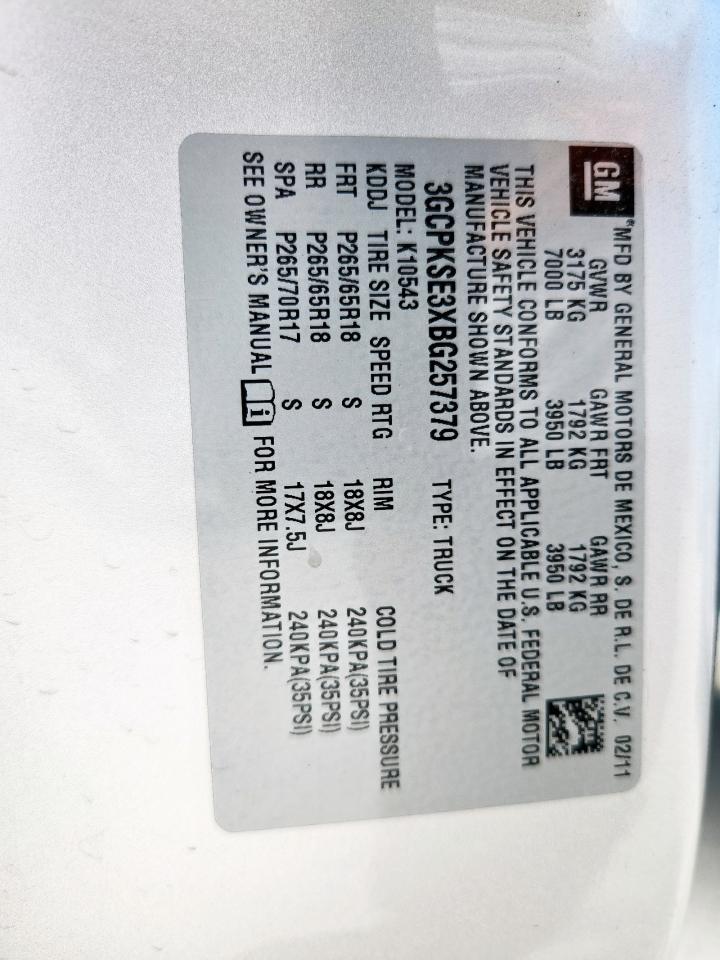 GM
*MFD BY GENERAL MOTORS DE MEXICO, S. DE R.L. DE C.V. 02/11
GVWR GAWR FRT GAWR RR
3175 KG 1792 KG 1792 KG
7000 LB 3950 LB 3950 LB
THIS VEHICLE CONFORMS TO ALL APPLICABLE U.S. FEDERAL MOTOR
VEHICLE SAFETY STANDARDS IN EFFECT ON THE DATE OF
MANUFACTURE SHOWN ABOVE.
3GCPKSE3XBG257379 TYPE: TRUCK
MODEL: K10543
KDDJ TIRE SIZE SPEED RTG RIM COLD TIRE PRESSURE
FRT P265/65R18 S 18X8J 240KPA(35PSI)
RR P265/65R18 S 18X8J 240KPA(35PSI)
SPA P265/70R17 S 17X7.5J 240KPA(35PSI)
SEE OWNER'S MANUAL i FOR MORE INFORMATION.